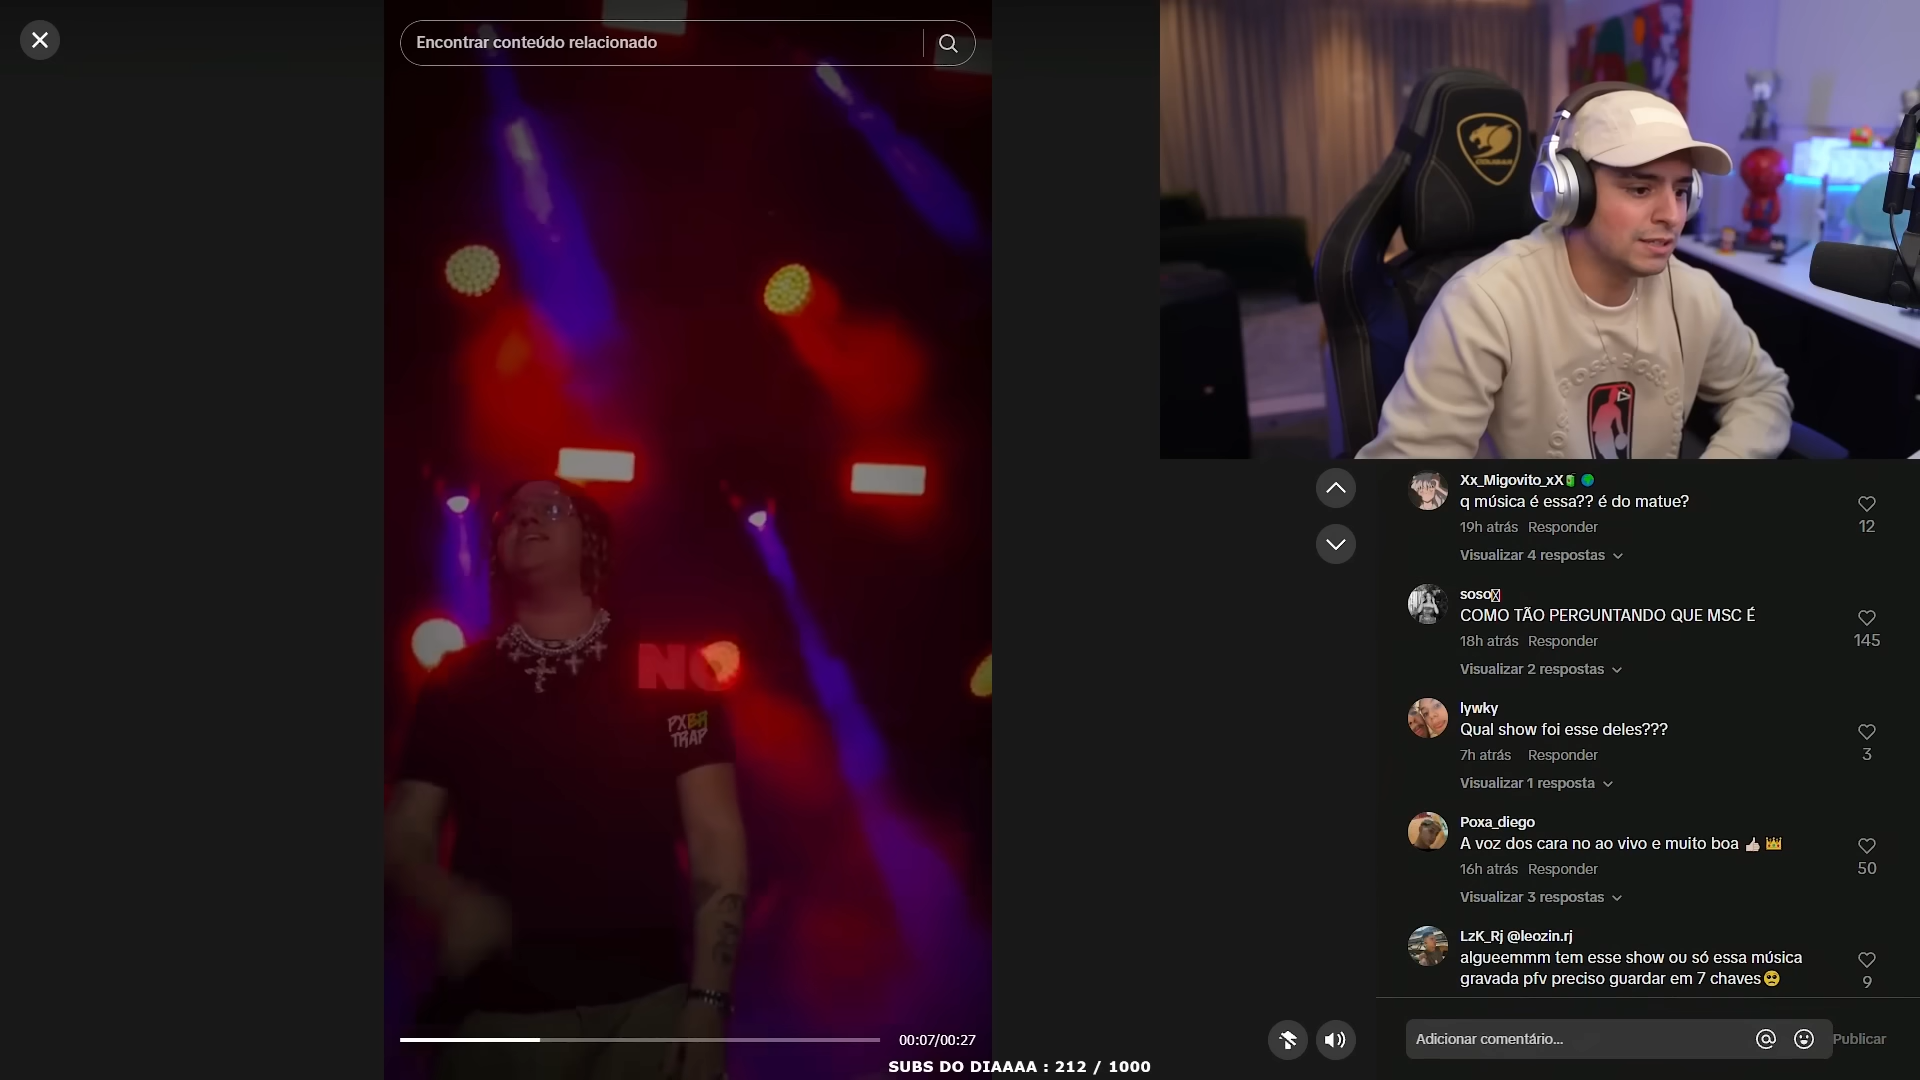 Encontrar conteúdo relacionado
COUGAR
NO
PXBR
TRAP
00:07/00:27
SUBS DO DIAAAA : 212 / 1000
Xx_Migovito_xX
q música é essa?? é do matue?
19h atrás Responder
12
Visualizar 4 respostas
soso
COMO TÃO PERGUNTANDO QUE MSC É
18h atrás Responder
145
Visualizar 2 respostas
lywky
Qual show foi esse deles???
7h atrás Responder
3
Visualizar 1 resposta
Poxa_diego
A voz dos cara no ao vivo e muito boa 👍🏻 👑
16h atrás Responder
50
Visualizar 3 respostas
LzK_Rj @leozin.rj
algueemmm tem esse show ou só essa música
gravada pfv preciso guardar em 7 chaves🥺
9
Adicionar comentário...
Publicar